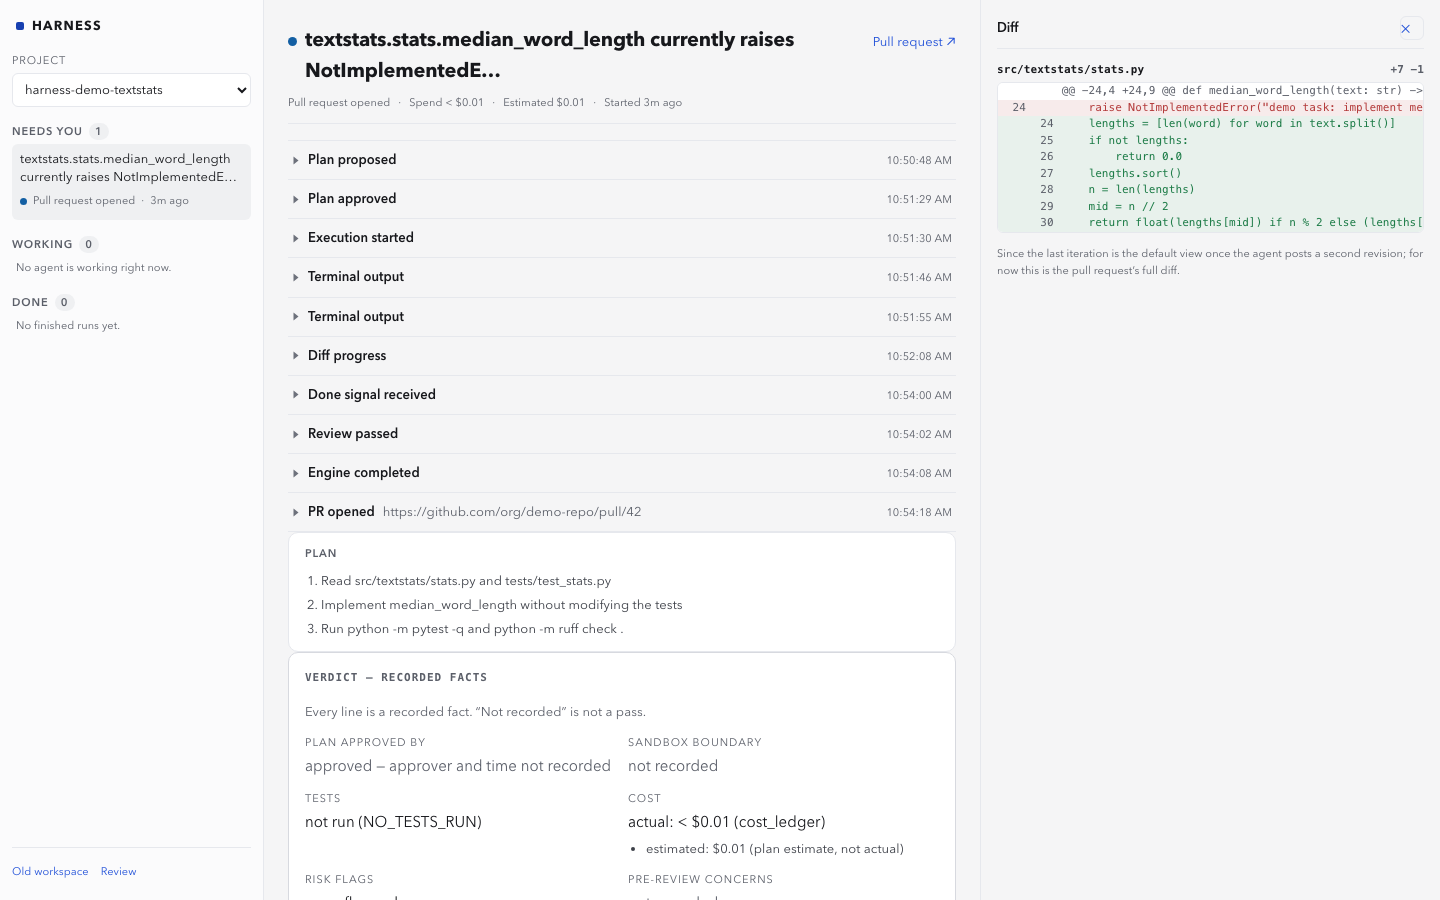 HARNESS
PROJECT
harness-demo-textstats
NEEDS YOU 1
textstats.stats.median_word_length
currently raises NotImplementedE...
Pull request opened · 3m ago
WORKING 0
No agent is working right now.
DONE 0
No finished runs yet.
Old workspace Review
textstats.stats.median_word_length currently raises
NotImplementedE...
Pull request ↗
Pull request opened · Spend < $0.01 · Estimated $0.01 · Started 3m ago
Plan proposed 10:50:48 AM
Plan approved 10:51:29 AM
Execution started 10:51:30 AM
Terminal output 10:51:46 AM
Terminal output 10:51:55 AM
Diff progress 10:52:08 AM
Done signal received 10:54:00 AM
Review passed 10:54:02 AM
Engine completed 10:54:08 AM
PR opened https://github.com/org/demo-repo/pull/42 10:54:18 AM
PLAN
1. Read src/textstats/stats.py and tests/test_stats.py
2. Implement median_word_length without modifying the tests
3. Run python -m pytest -q and python -m ruff check .
VERDICT — RECORDED FACTS
Every line is a recorded fact. “Not recorded” is not a pass.
PLAN APPROVED BY
approved — approver and time not recorded
SANDBOX BOUNDARY
not recorded
TESTS
not run (NO_TESTS_RUN)
COST
actual: < $0.01 (cost_ledger)
• estimated: $0.01 (plan estimate, not actual)
RISK FLAGS
PRE-REVIEW CONCERNS
Diff
×
src/textstats/stats.py +7 −1
@@ −24,4 +24,9 @@ def median_word_length(text: str) −>
24 raise NotImplementedError("demo task: implement me
24 lengths = [len(word) for word in text.split()]
25 if not lengths:
26 return 0.0
27 lengths.sort()
28 n = len(lengths)
29 mid = n // 2
30 return float(lengths[mid]) if n % 2 else (lengths[
Since the last iteration is the default view once the agent posts a second revision; for
now this is the pull request’s full diff.